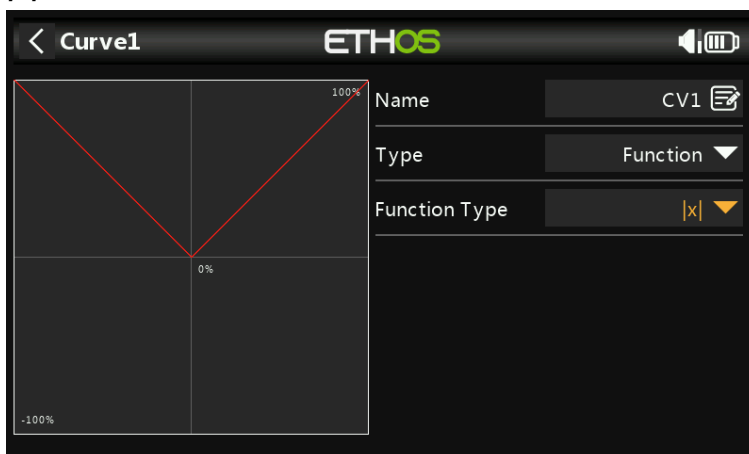 Curve1
ETHOS
100%
0%
-100%
Name
CV1
Type
Function
Function Type
|x|